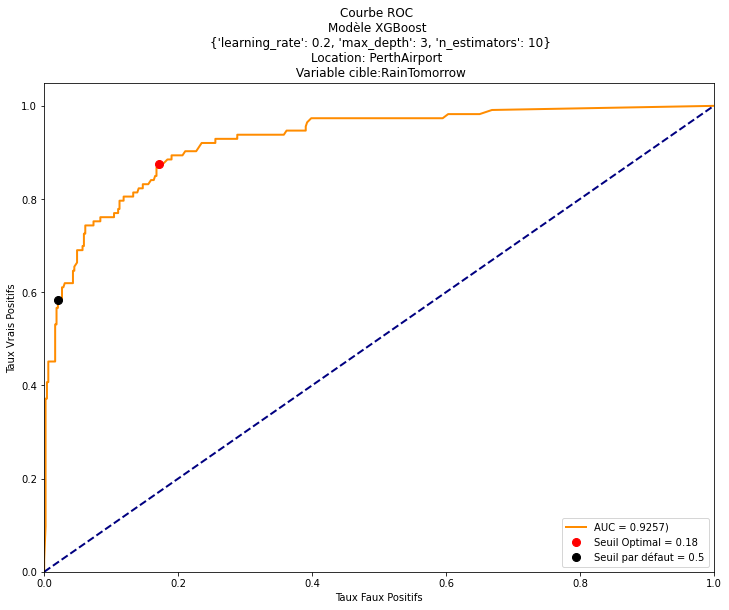 Courbe ROC
Modèle XGBoost
{'learning_rate': 0.2, 'max_depth': 3, 'n_estimators': 10}
Location: PerthAirport
Variable cible:RainTomorrow
1.0
0.8
0.6
0.4
0.2
0.0
Taux Vrais Positifs
AUC = 0.9257)
Seuil Optimal = 0.18
Seuil par défaut = 0.5
0.0 0.2 0.4 0.6 0.8 1.0
Taux Faux Positifs